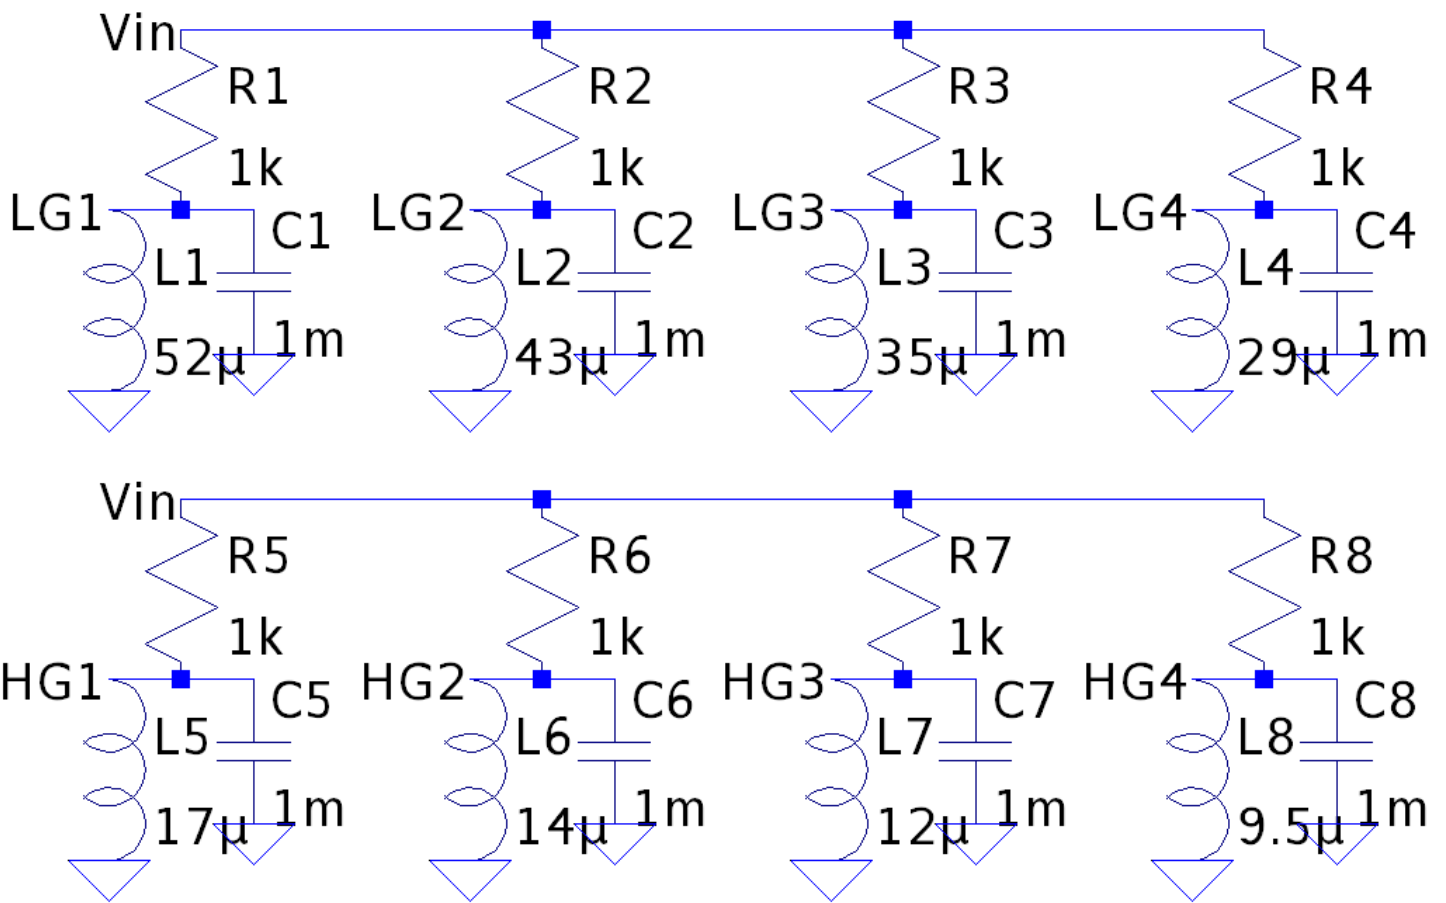 Vin
R1 R2 R3 R4
1k 1k 1k 1k
LG1 C1 LG2 C2 LG3 C3 LG4 C4
L1 L2 L3 L4
52µ 1m 43µ 1m 35µ 1m 29µ 1m
Vin
R5 R6 R7 R8
1k 1k 1k 1k
HG1 C5 HG2 C6 HG3 C7 HG4 C8
L5 L6 L7 L8
17µ 1m 14µ 1m 12µ 1m 9.5µ 1m